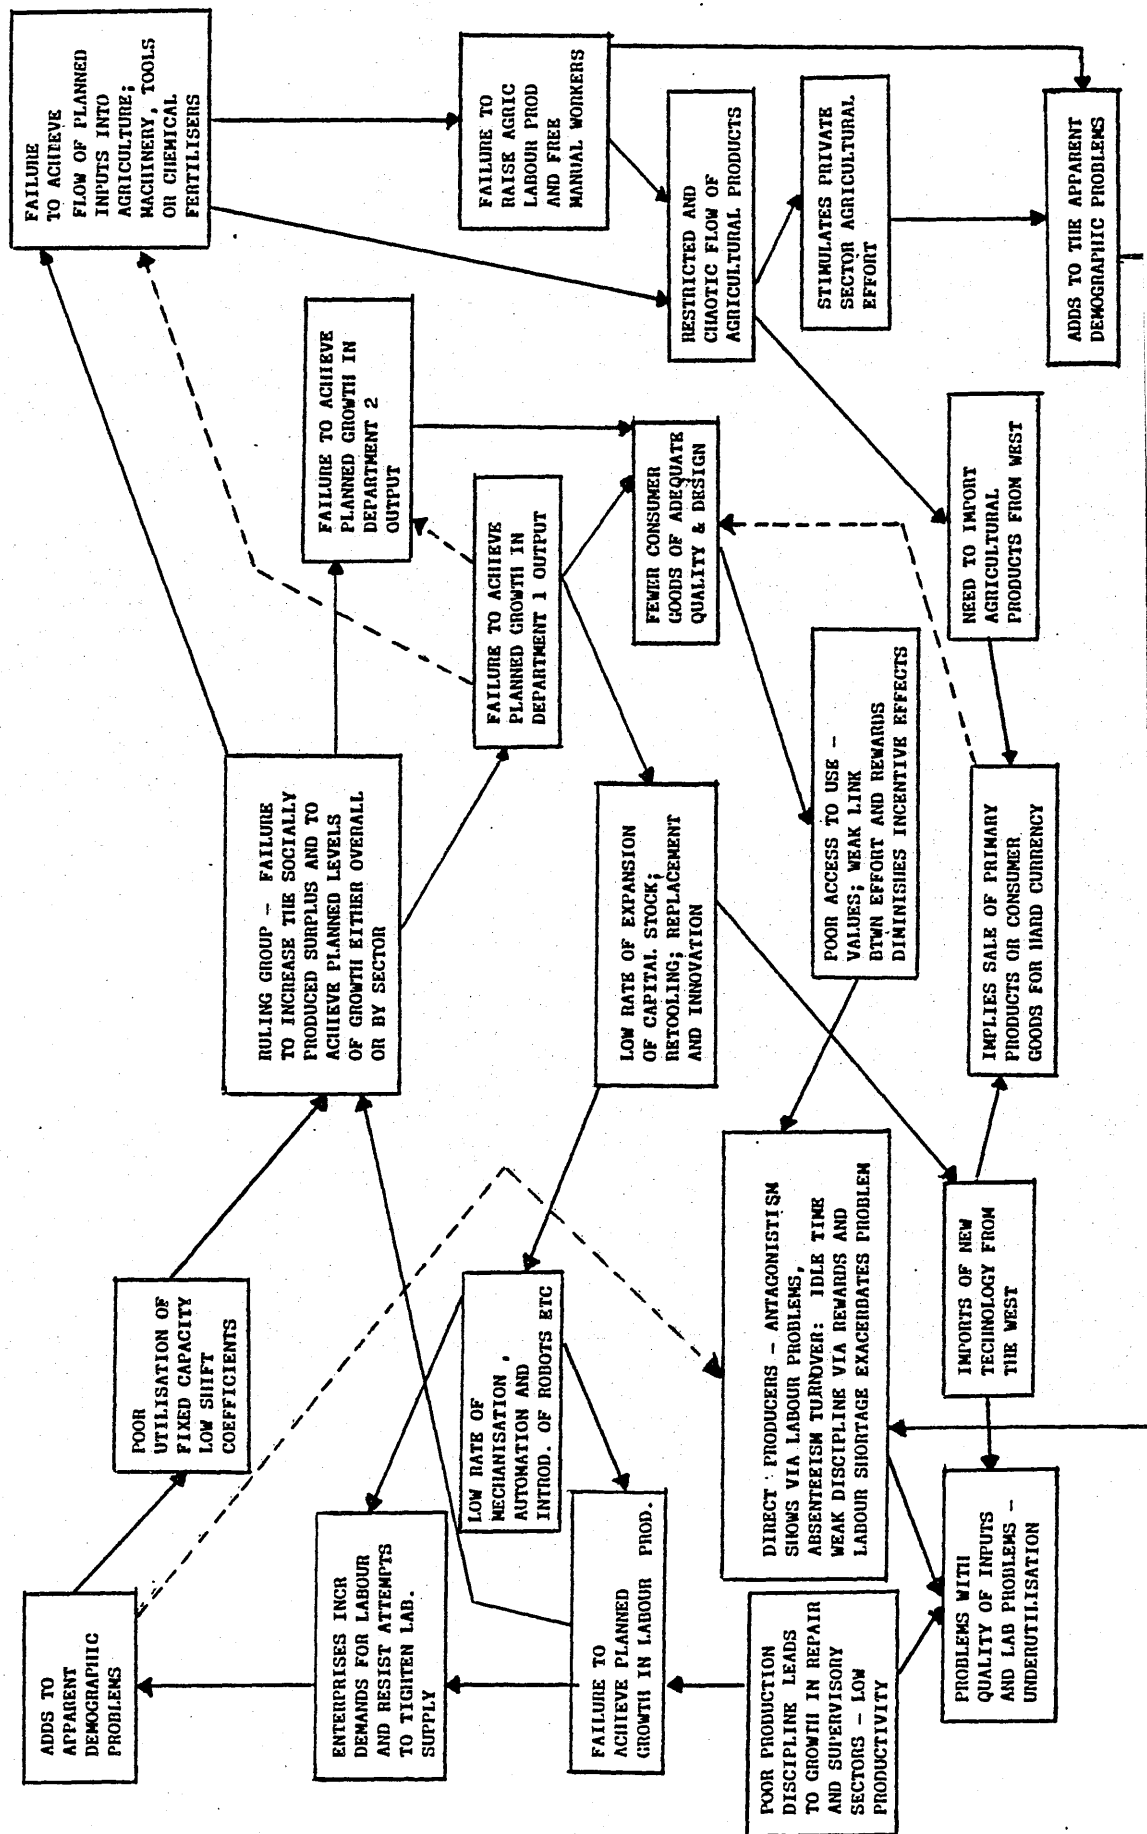 ADDS TO
APPARENT
DEMOGRAPHIC
PROBLEMS
POOR
UTILISATION OF
FIXED CAPACITY
LOW SHIFT
COEFFICIENTS
RULING GROUP – FAILURE
TO INCREASE THE SOCIALLY
PRODUCED SURPLUS AND TO
ACHIEVE PLANNED LEVELS
OF GROWTH EITHER OVERALL
OR BY SECTOR
FAILURE
TO ACHIEVE
FLOW OF PLANNED
INPUTS INTO
AGRICULTURE;
MACHINERY, TOOLS
OR CHEMICAL
FERTILISERS
ENTERPRISES INCR
DEMANDS FOR LABOUR
AND RESIST ATTEMPTS
TO TIGHTEN LAB.
SUPPLY
LOW RATE OF
MECHANISATION,
AUTOMATION AND
INTROD. OF ROBOTS ETC
FAILURE TO ACHIEVE
PLANNED GROWTH IN
DEPARTMENT 2
OUTPUT
FAILURE TO ACHIEVE
PLANNED GROWTH IN
DEPARTMENT 1 OUTPUT
FAILURE TO
RAISE AGRIC
LABOUR PROD
AND FREE
MANUAL WORKERS
FAILURE TO
ACHIEVE PLANNED
GROWTH IN LABOUR PROD.
LOW RATE OF EXPANSION
OF CAPITAL STOCK;
RETOOLING; REPLACEMENT
AND INNOVATION
FEWER CONSUMER
GOODS OF ADEQUATE
QUALITY & DESIGN
RESTRICTED AND
CHAOTIC FLOW OF
AGRICULTURAL PRODUCTS
POOR PRODUCTION
DISCIPLINE LEADS
TO GROWTH IN REPAIR
AND SUPERVISORY
SECTORS – LOW
PRODUCTIVITY
DIRECT PRODUCERS – ANTAGONISTISM
SHOWS VIA LABOUR PROBLEMS,
ABSENTEEISM TURNOVER: IDLE TIME
WEAK DISCIPLINE VIA REWARDS AND
LABOUR SHORTAGE EXACERBATES PROBLEM
POOR ACCESS TO USE –
VALUES; WEAK LINK
BTWN EFFORT AND REWARDS
DIMINISHES INCENTIVE EFFECTS
STIMULATES PRIVATE
SECTOR AGRICULTURAL
EFFORT
PROBLEMS WITH
QUALITY OF INPUTS
AND LAB PROBLEMS –
UNDERUTILISATION
IMPORTS OF NEW
TECHNOLOGY FROM
THE WEST
IMPLIES SALE OF PRIMARY
PRODUCTS OR CONSUMER
GOODS FOR HARD CURRENCY
NEED TO IMPORT
AGRICULTURAL
PRODUCTS FROM WEST
ADDS TO THE APPARENT
DEMOGRAPHIC PROBLEMS